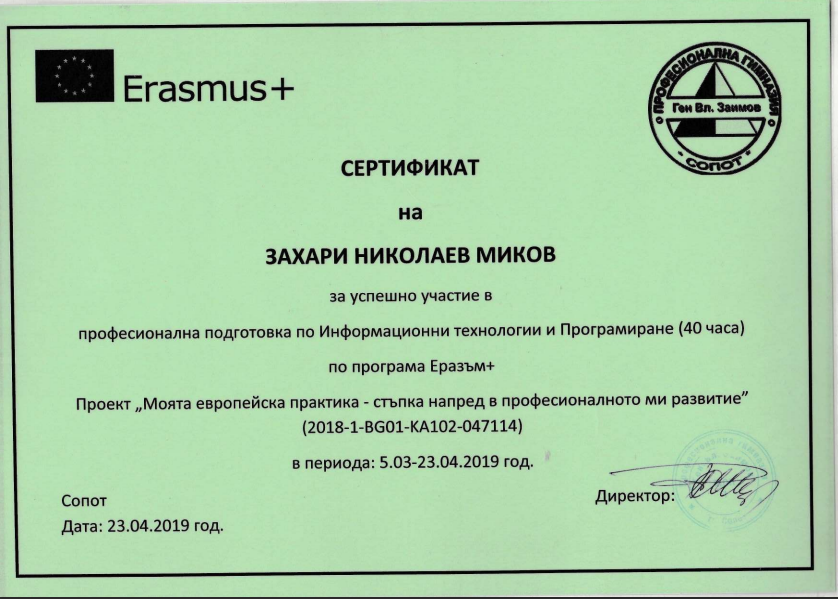 Erasmus+
ПРОФЕСИОНАЛНА ГИМНАЗИЯ
Ген Вл. Заимов
- СОПОТ -
СЕРТИФИКАТ
на
ЗАХАРИ НИКОЛАЕВ МИКОВ
за успешно участие в
професионална подготовка по Информационни технологии и Програмиране (40 часа)
по програма Еразъм+
Проект „Моята европейска практика - стъпка напред в професионалното ми развитие”
(2018-1-BG01-KA102-047114)
в периода: 5.03-23.04.2019 год.
Директор:
Сопот
Дата: 23.04.2019 год.